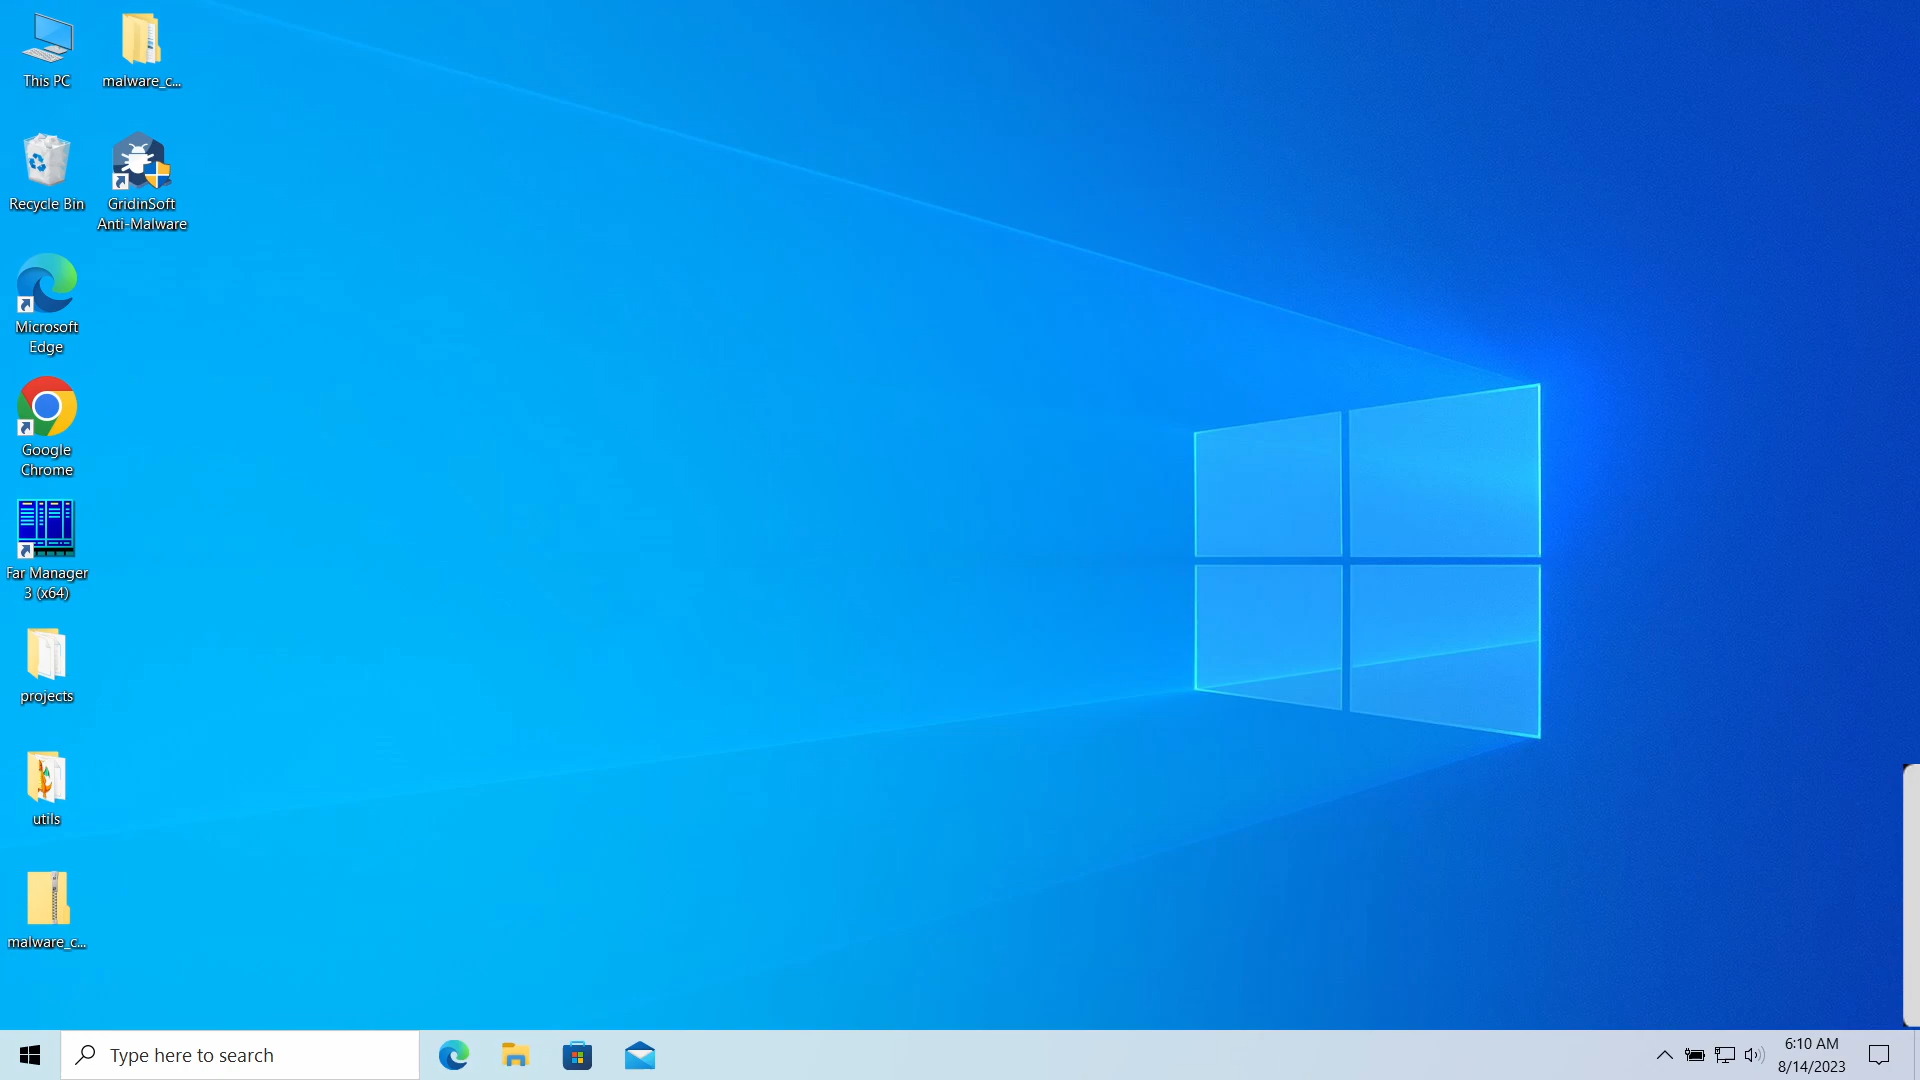 This PC
malware_c...
Recycle Bin
GridinSoft
Anti-Malware
Microsoft
Edge
Google
Chrome
Far Manager
3 (x64)
projects
utils
malware_c...
Type here to search
6:10 AM
8/14/2023